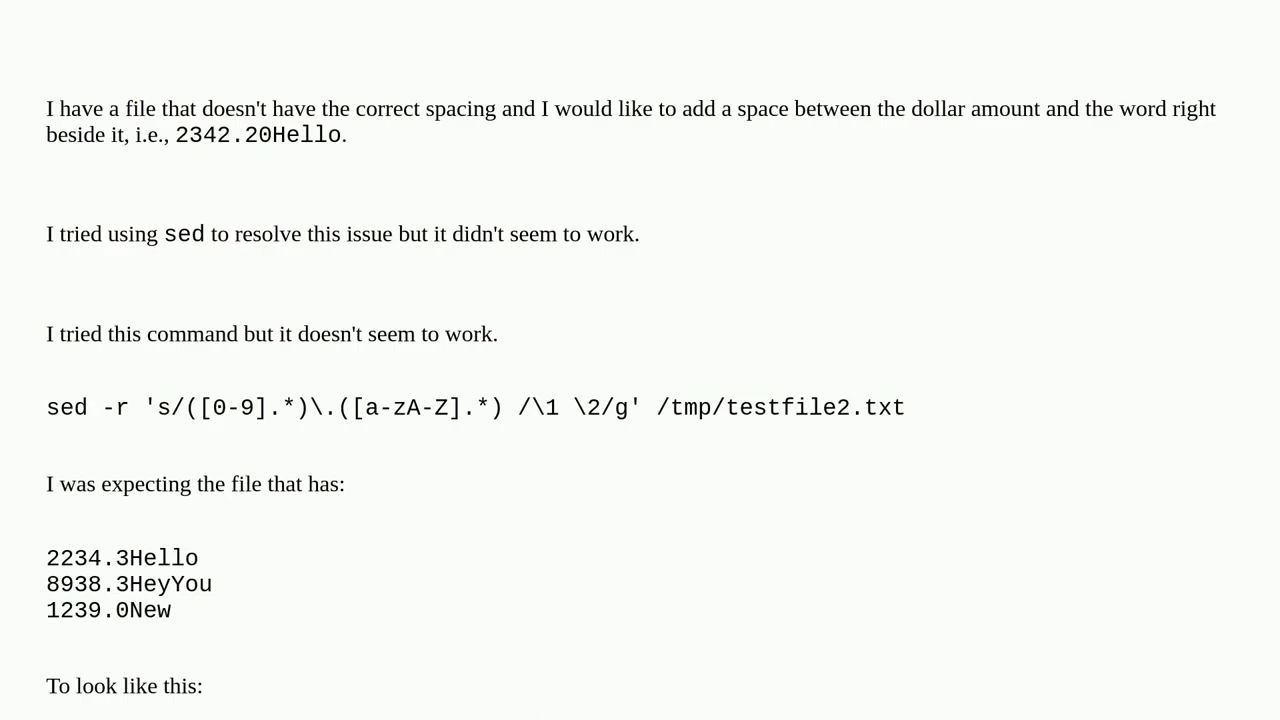 I have a file that doesn't have the correct spacing and I would like to add a space between the dollar amount and the word right
beside it, i.e., 2342.20Hello.
I tried using sed to resolve this issue but it didn't seem to work.
I tried this command but it doesn't seem to work.
sed -r 's/([0-9].*)\.([a-zA-Z].*) /\1 \2/g' /tmp/testfile2.txt
I was expecting the file that has:
2234.3Hello
8938.3HeyYou
1239.0New
To look like this: